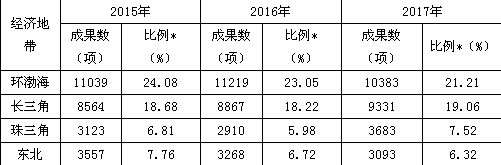 经济地带 2015年 2016年 2017年
成果数（项） 比例*（%） 成果数（项） 比例*（%） 成果数（项） 比例*（%）
环渤海 11039 24.08 11219 23.05 10383 21.21
长三角 8564 18.68 8867 18.22 9331 19.06
珠三角 3123 6.81 2910 5.98 3683 7.52
东北 3557 7.76 3268 6.72 3093 6.32